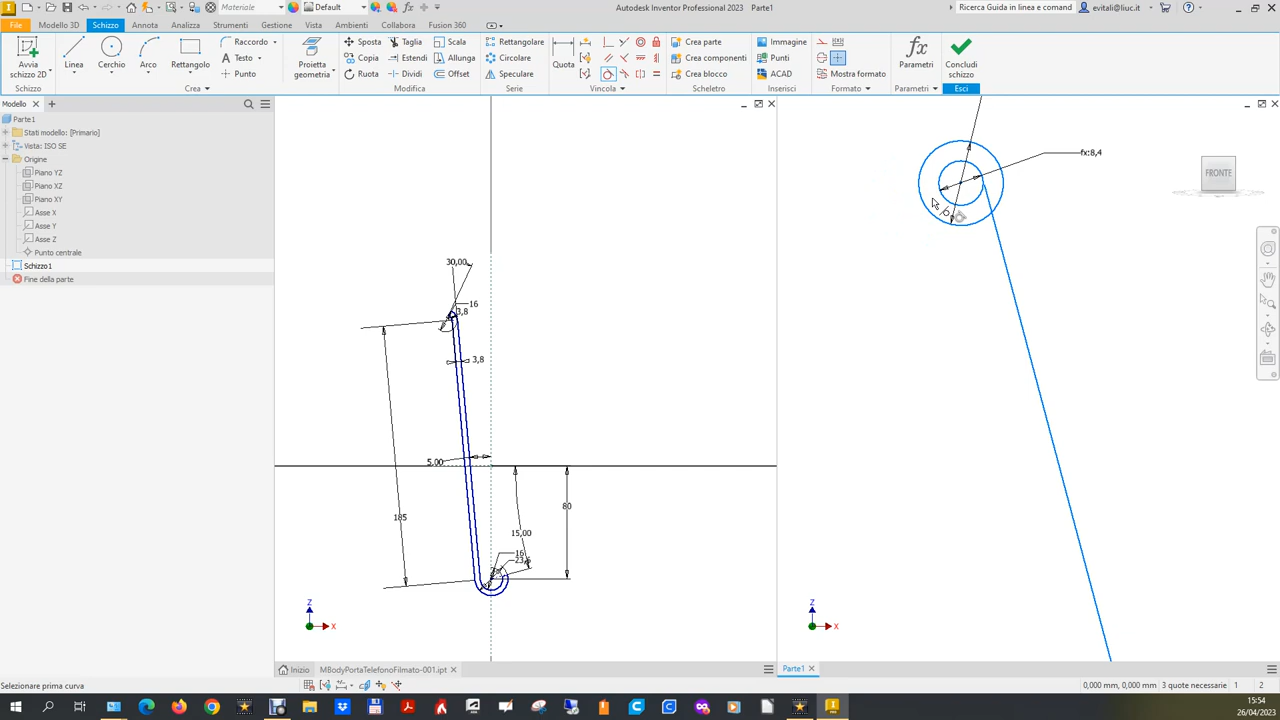 Materiale
Default
Autodesk Inventor Professional 2023   Parte1
Ricerca Guida in linea e comando
evitali@liuc.it
File
Modello 3D
Schizzo
Annota
Analizza
Strumenti
Gestione
Vista
Ambienti
Collabora
Fusion 360
Avvia
schizzo 2D
Schizzo
Linea
Cerchio
Arco
Rettangolo
Raccordo
Testo
Punto
Crea
Proietta
geometria
Sposta
Copia
Ruota
Taglia
Estendi
Dividi
Scala
Allunga
Offset
Modifica
Rettangolare
Circolare
Speculare
Serie
Quota
Vincola
Crea parte
Crea componenti
Crea blocco
Scheletro
Immagine
Punti
ACAD
Inserisci
Mostra formato
Formato
fx
Parametri
Parametri
Concludi
schizzo
Esci
Modello
Parte1
Stati modello: [Primario]
Vista: ISO SE
Origine
Piano YZ
Piano XZ
Piano XY
Asse X
Asse Y
Asse Z
Punto centrale
Schizzo1
Fine della parte
30,00
16
3,8
3,8
5,00
185
80
15,00
16
Z
X
fx:8,4
FRONTE
Z
X
Inizio
MBodyPortaTelefonoFilmato-001.ipt
Parte1
Selezionare prima curva
0,000 mm, 0,000 mm
3 quote necessarie
1
2
15:54
26/04/2023